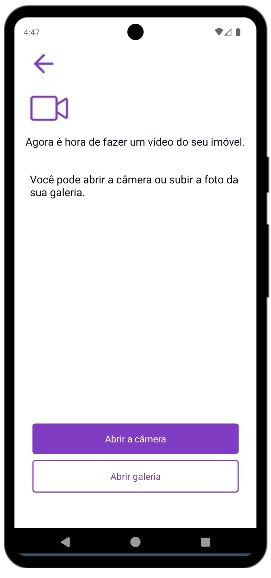 4:47
Agora é hora de fazer um vídeo do seu imóvel.
Você pode abrir a câmera ou subir a foto da
sua galeria.
Abrir a câmera
Abrir galeria